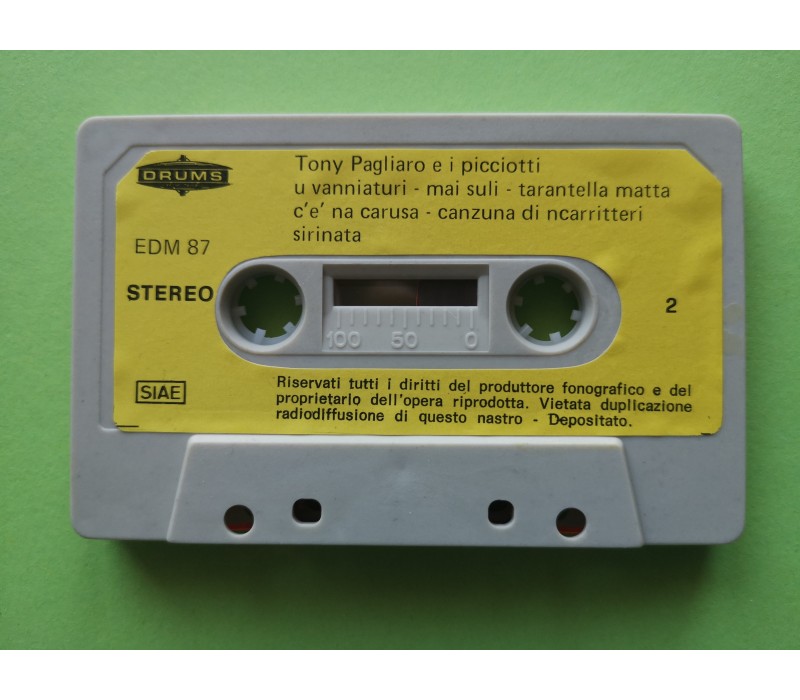 DRUMS
Tony Pagliaro e i picciotti
u vanniaturi - mai suli - tarantella matta
c'e' na carusa - canzuna di ncarritteri
sirinata
EDM 87
STEREO
2
100 50 0
SIAE
Riservati tutti i diritti del produttore fonografico e del
proprietario dell'opera riprodotta. Vietata duplicazione
radiodiffusione di questo nastro - Depositato.